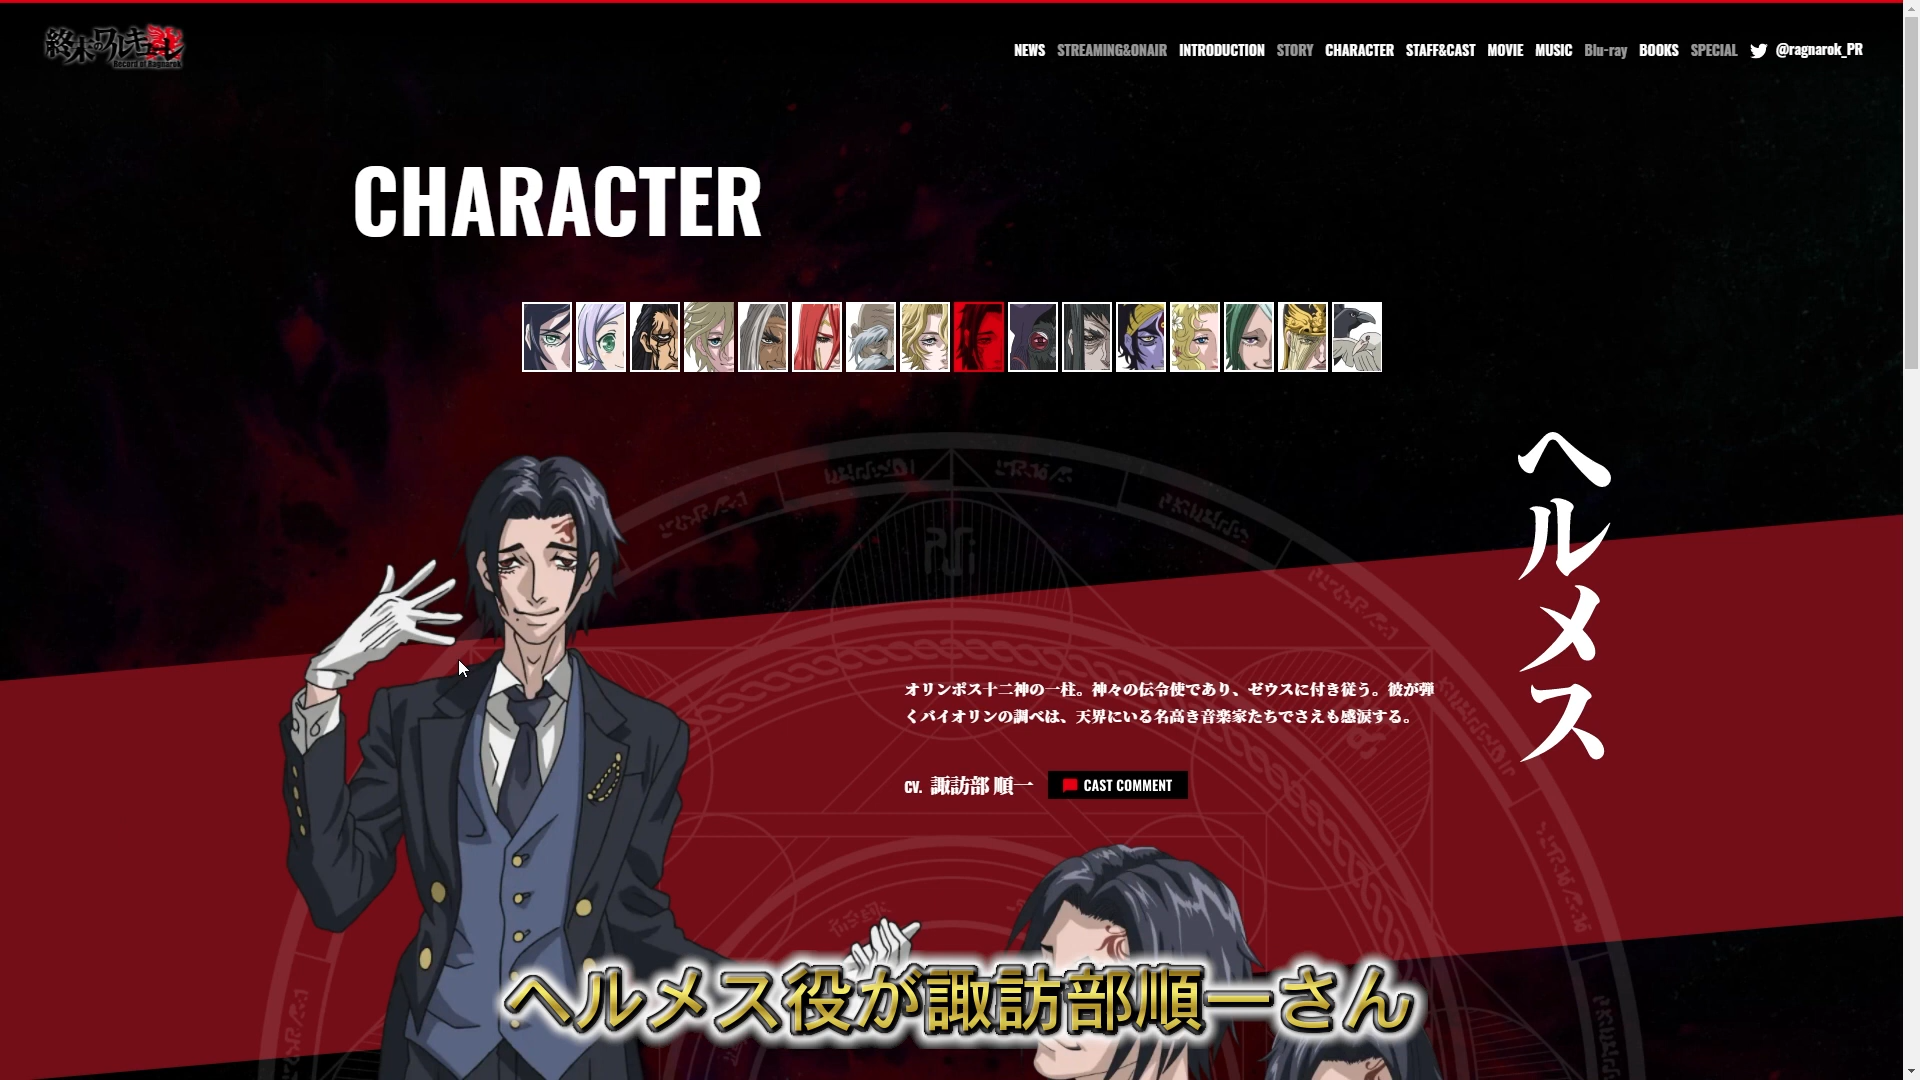 終末のワルキューレ
Record of Ragnarok
NEWS STREAMING&ONAIR INTRODUCTION STORY CHARACTER STAFF&CAST MOVIE MUSIC Blu-ray BOOKS SPECIAL @ragnarok_PR
CHARACTER
ヘルメス
オリンポス十二神の一柱。神々の伝令使であり、ゼウスに付き従う。彼が弾
くバイオリンの調べは、天界にいる名高き音楽家たちでさえも感涙する。
CV. 諏訪部 順一 CAST COMMENT
ヘルメス役が諏訪部順一さん